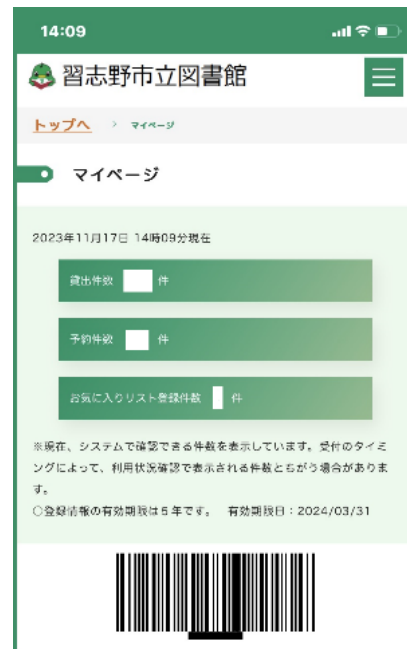 14:09
習志野市立図書館
トップへ > マイページ
マイページ
2023年11月17日 14時09分現在
貸出件数 件
予約件数 件
お気に入りリスト登録件数 件
※現在、システムで確認できる件数を表示しています。受付のタイミ
ングによって、利用状況確認で表示される件数とちがう場合がありま
す。
○登録情報の有効期限は5年です。 有効期限日：2024/03/31